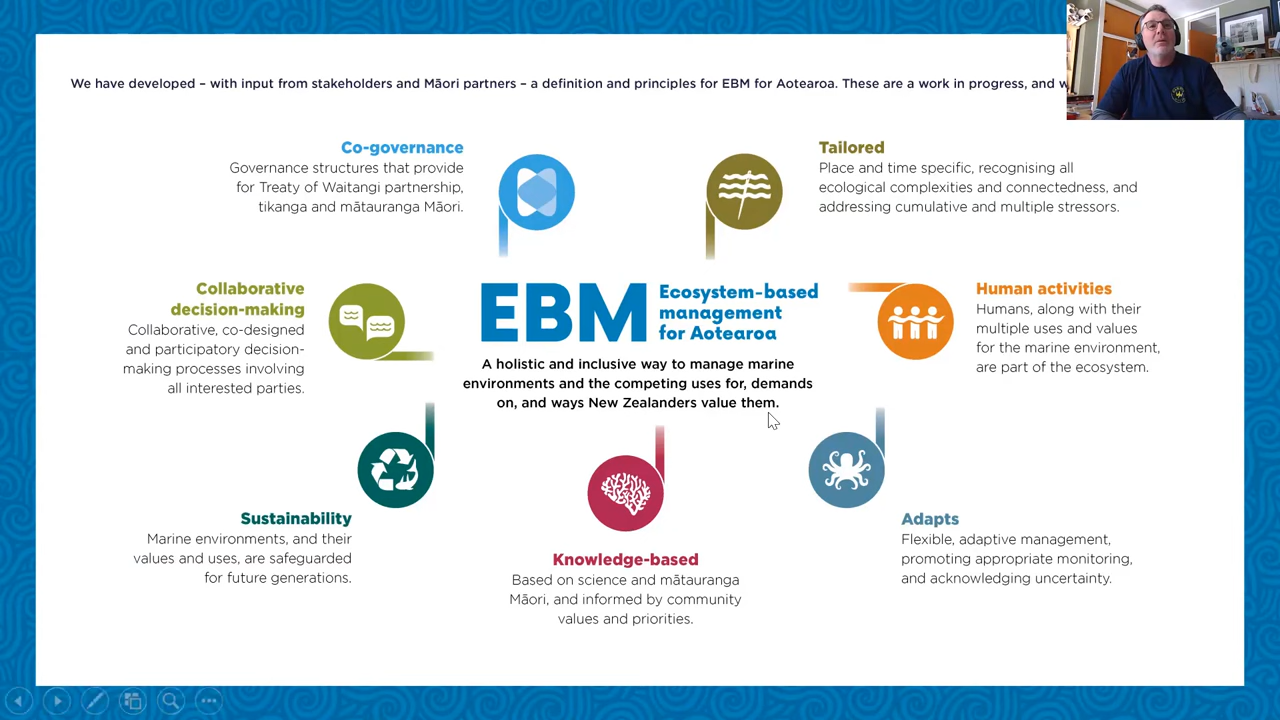 We have developed – with input from stakeholders and Māori partners – a definition and principles for EBM for Aotearoa. These are a work in progress, and
Co-governance
Governance structures that provide
for Treaty of Waitangi partnership,
tikanga and mātauranga Māori.
Tailored
Place and time specific, recognising all
ecological complexities and connectedness, and
addressing cumulative and multiple stressors.
Collaborative
decision-making
Collaborative, co-designed
and participatory decision-
making processes involving
all interested parties.
EBM
Ecosystem-based
management
for Aotearoa
A holistic and inclusive way to manage marine
environments and the competing uses for, demands
on, and ways New Zealanders value them.
Human activities
Humans, along with their
multiple uses and values
for the marine environment,
are part of the ecosystem.
Sustainability
Marine environments, and their
values and uses, are safeguarded
for future generations.
Knowledge-based
Based on science and mātauranga
Māori, and informed by community
values and priorities.
Adapts
Flexible, adaptive management,
promoting appropriate monitoring,
and acknowledging uncertainty.